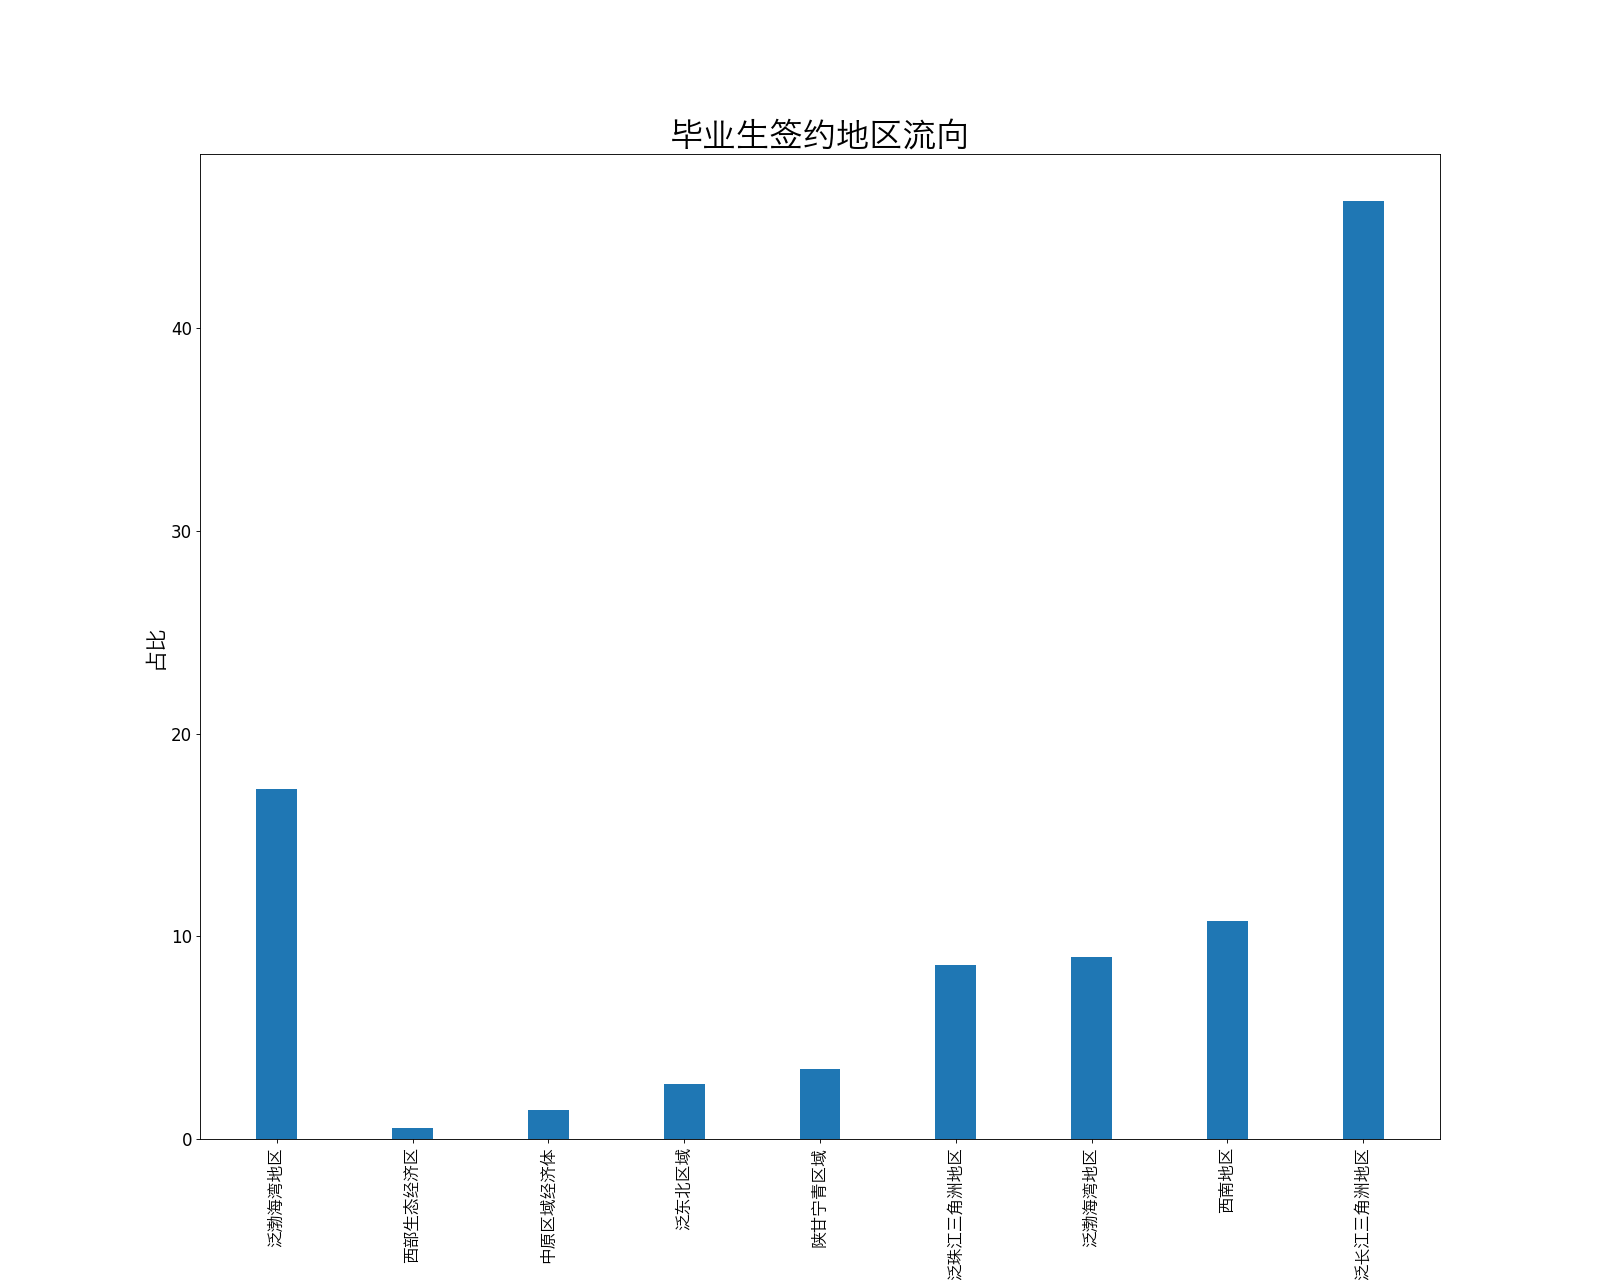 毕业生签约地区流向
占比
40
30
20
10
0
泛渤海湾地区
西部生态经济区
中原区域经济体
泛东北区域
陕甘宁青区域
泛珠江三角洲地区
泛渤海湾地区
西南地区
泛长江三角洲地区